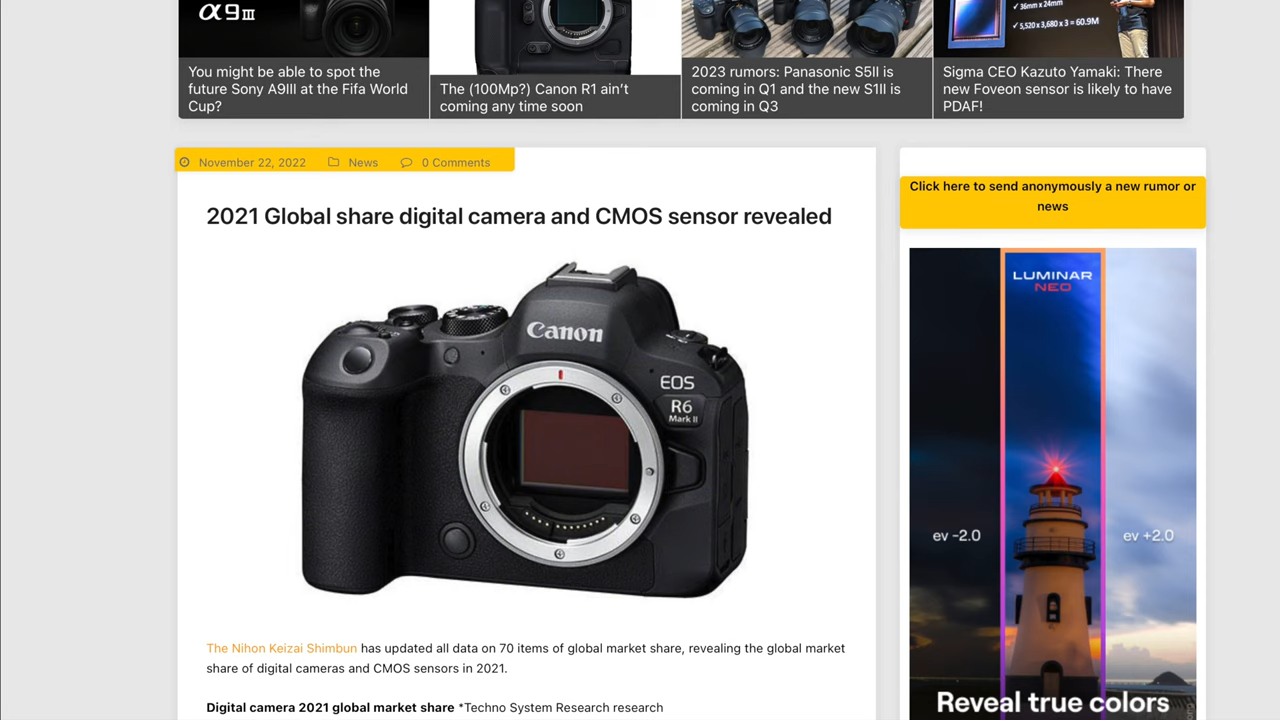 α9III
You might be able to spot the
future Sony A9III at the Fifa World
Cup?
The (100Mp?) Canon R1 ain't
coming any time soon
2023 rumors: Panasonic S5II is
coming in Q1 and the new S1II is
coming in Q3
✓ 36mm x 24mm
✓ 5,520 x 3,680 x 3 = 60.9M
Sigma CEO Kazuto Yamaki: There
new Foveon sensor is likely to have
PDAF!
November 22, 2022 News 0 Comments
2021 Global share digital camera and CMOS sensor revealed
Canon
EOS
R6
Mark II
The Nihon Keizai Shimbun has updated all data on 70 items of global market share, revealing the global market
share of digital cameras and CMOS sensors in 2021.
Digital camera 2021 global market share *Techno System Research research
Click here to send anonymously a new rumor or
news
LUMINAR
NEO
ev -2.0
ev +2.0
Reveal true colors